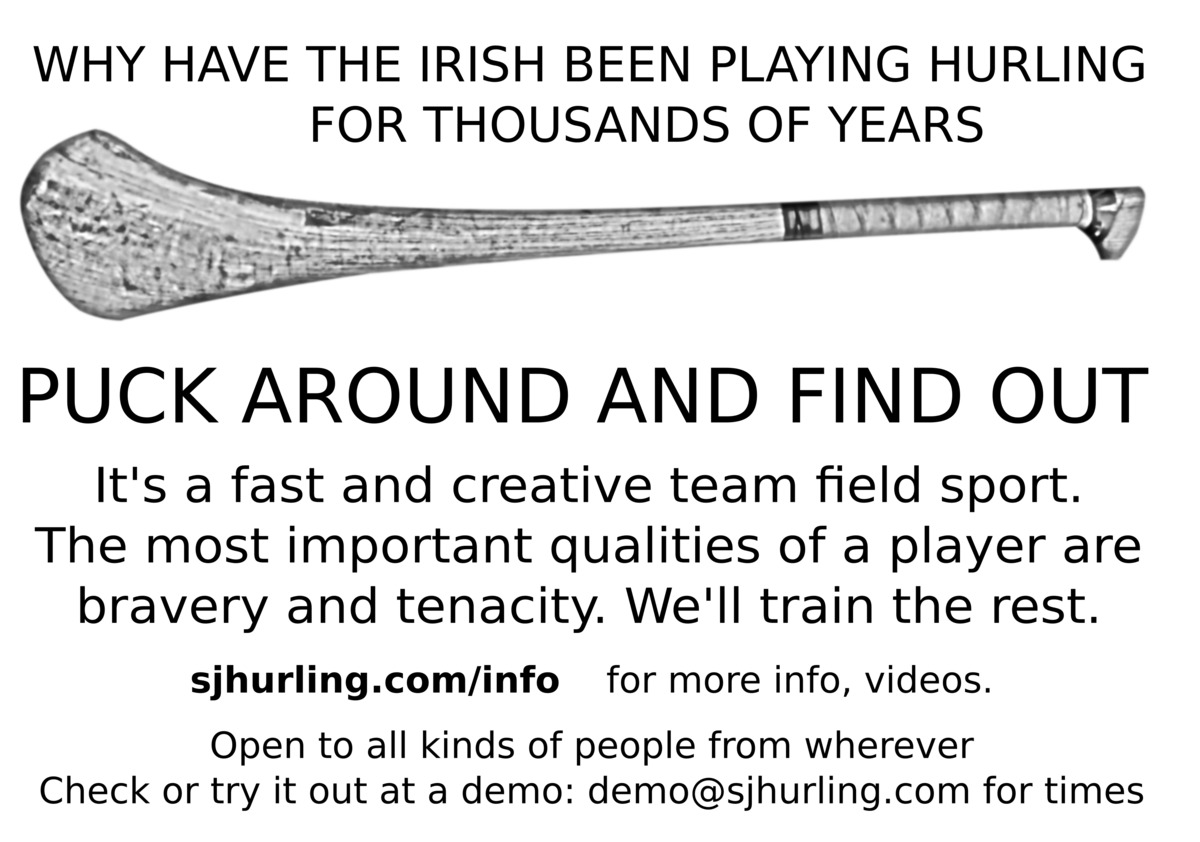 WHY HAVE THE IRISH BEEN PLAYING HURLING
FOR THOUSANDS OF YEARS
PUCK AROUND AND FIND OUT
It's a fast and creative team field sport.
The most important qualities of a player are
bravery and tenacity. We'll train the rest.
sjhurling.com/info for more info, videos.
Open to all kinds of people from wherever
Check or try it out at a demo: demo@sjhurling.com for times